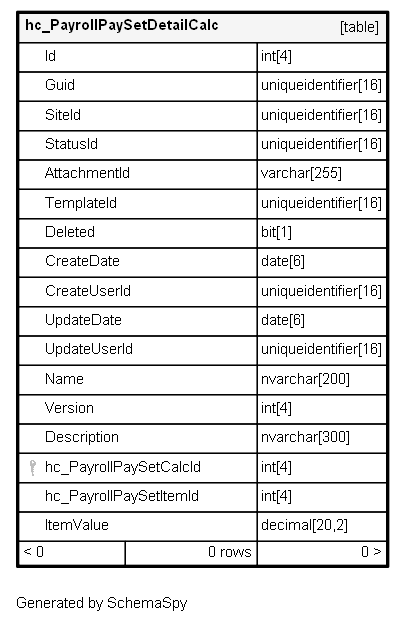 hc_PayrollPaySetDetailCalc [table]
Id int[4]
Guid uniqueidentifier[16]
SiteId uniqueidentifier[16]
StatusId uniqueidentifier[16]
AttachmentId varchar[255]
TemplateId uniqueidentifier[16]
Deleted bit[1]
CreateDate date[6]
CreateUserId uniqueidentifier[16]
UpdateDate date[6]
UpdateUserId uniqueidentifier[16]
Name nvarchar[200]
Version int[4]
Description nvarchar[300]
hc_PayrollPaySetCalcId int[4]
hc_PayrollPaySetItemId int[4]
ItemValue decimal[20,2]
< 0 0 rows 0 >
Generated by SchemaSpy